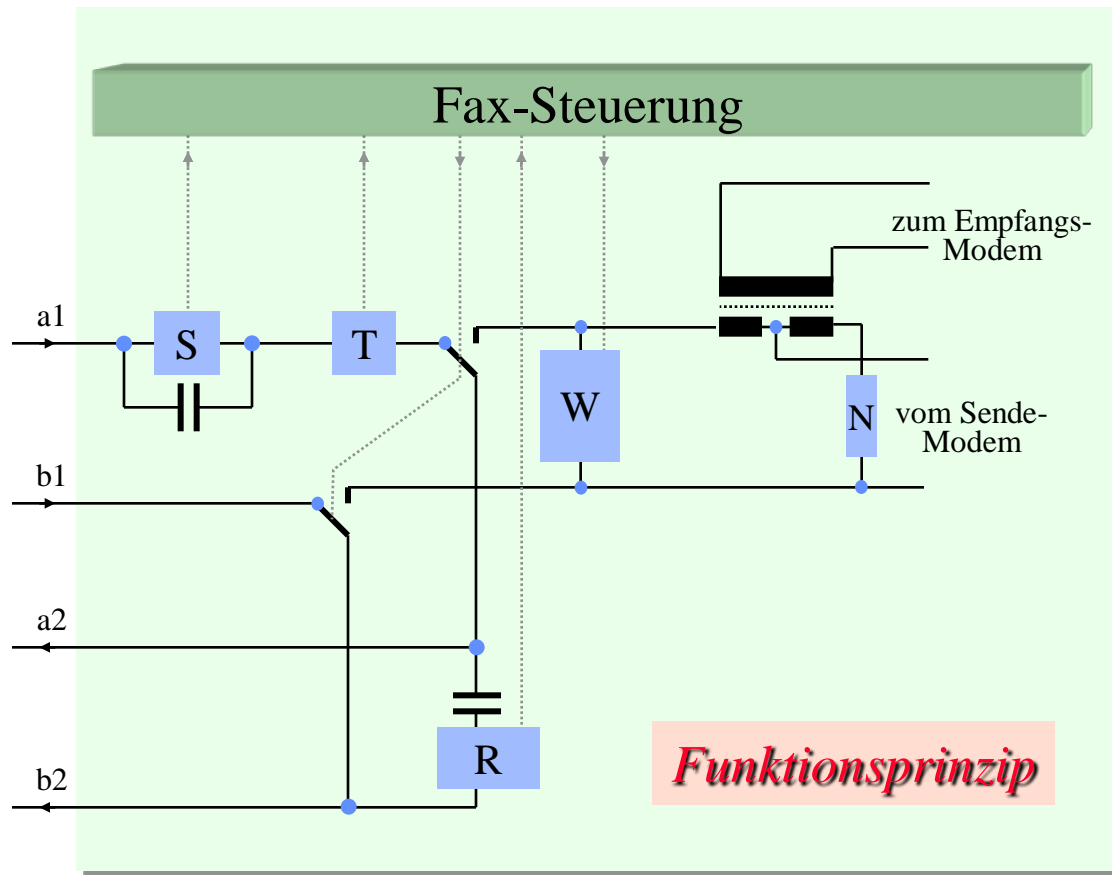 Fax-Steuerung
zum Empfangs-
Modem
a1
S
T
W
N
vom Sende-
Modem
b1
a2
R
b2
Funktionsprinzip